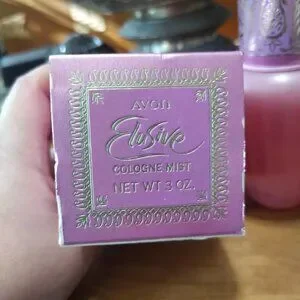 AVON
Elusive
COLOGNE MIST
NET WT 3 OZ.